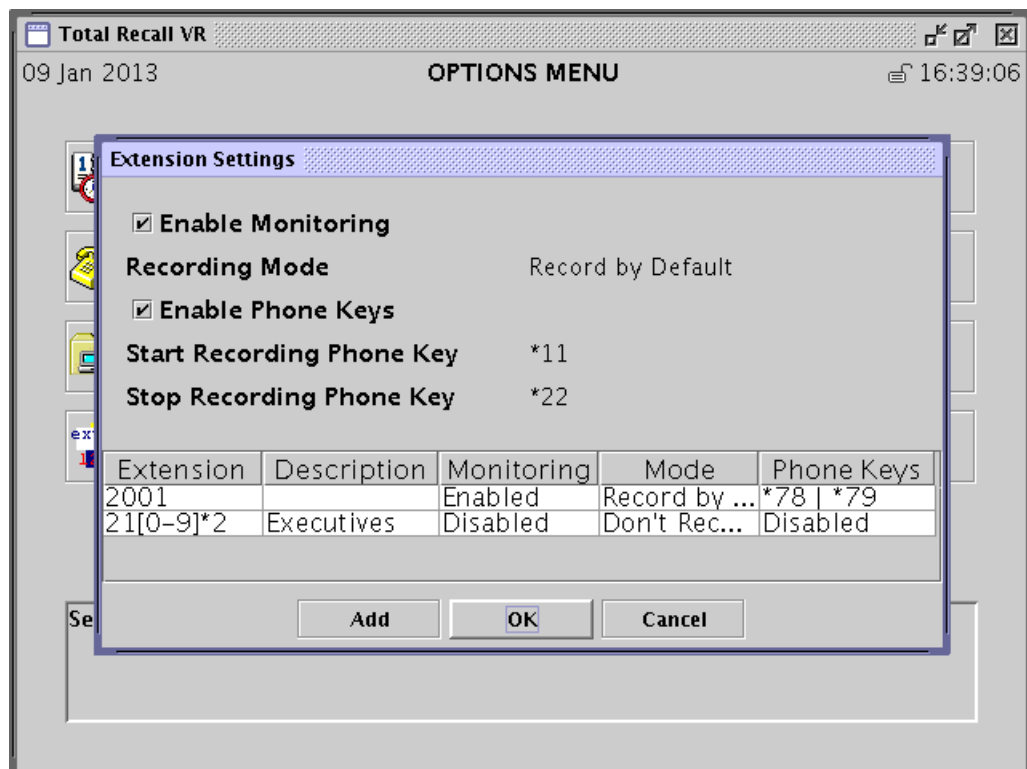 Total Recall VR
09 Jan 2013 OPTIONS MENU 16:39:06
Extension Settings
Enable Monitoring
Recording Mode Record by Default
Enable Phone Keys
Start Recording Phone Key *11
Stop Recording Phone Key *22
Extension Description Monitoring Mode Phone Keys
2001 Enabled Record by ... *78 | *79
21[0-9]*2 Executives Disabled Don't Rec... Disabled
Add OK Cancel
Se